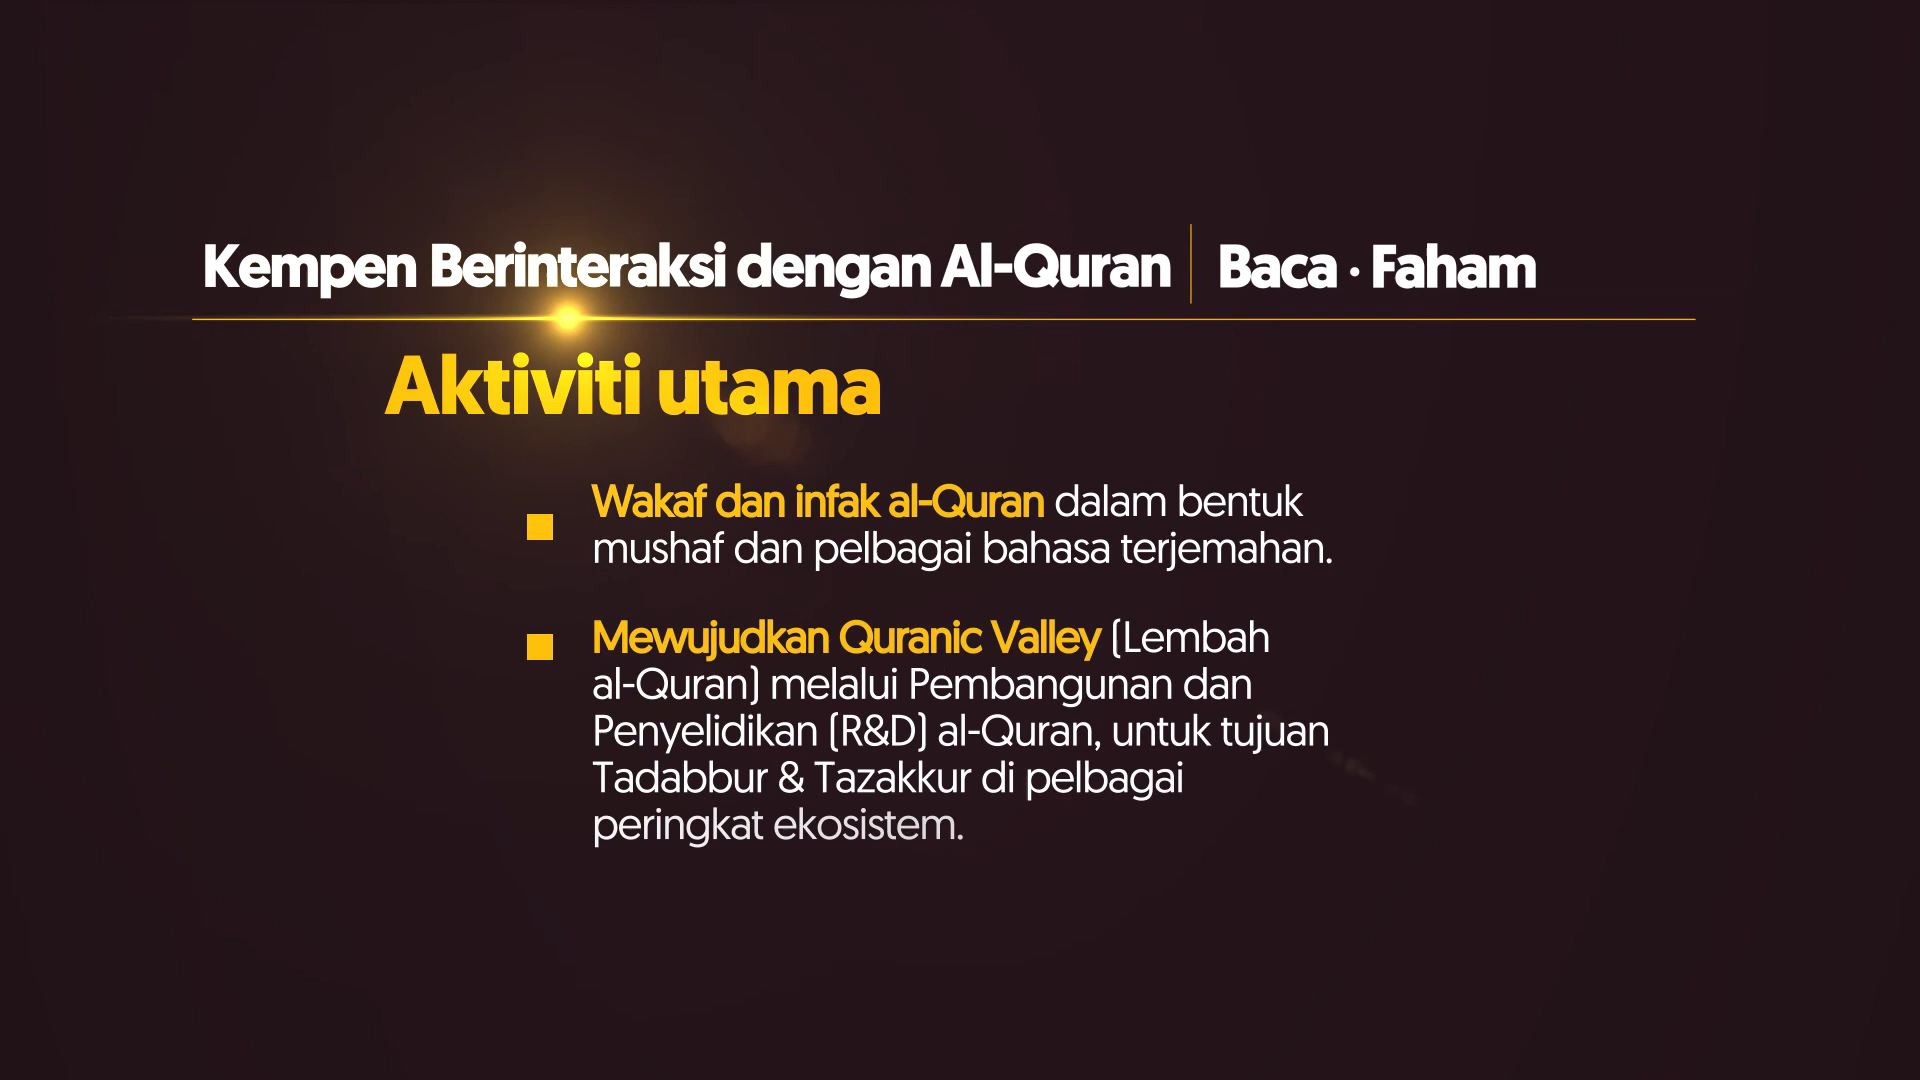 Kempen Berinteraksi dengan Al-Quran | Baca · Faham
Aktiviti utama
■ Wakaf dan infak al-Quran dalam bentuk
mushaf dan pelbagai bahasa terjemahan.
■ Mewujudkan Quranic Valley (Lembah
al-Quran) melalui Pembangunan dan
Penyelidikan (R&D) al-Quran, untuk tujuan
Tadabbur & Tazakkur di pelbagai
peringkat ekosistem.